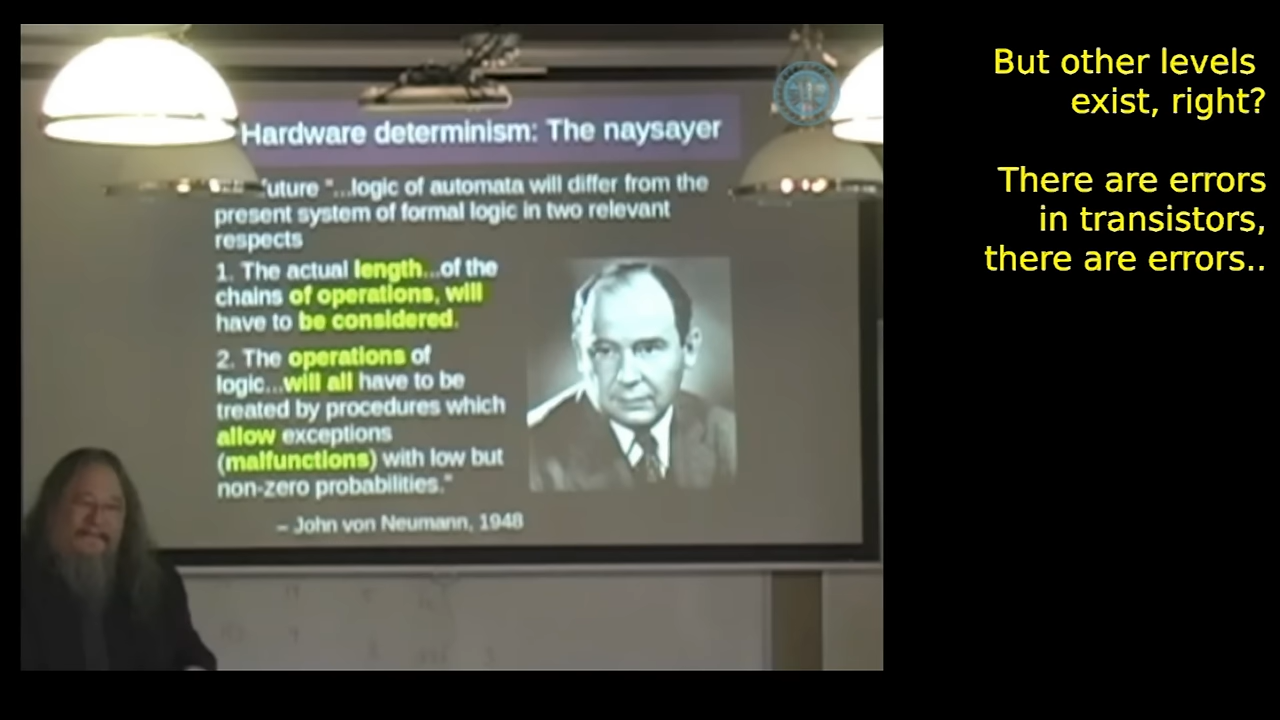 Hardware determinism: The naysayer
future "...logic of automata will differ from the
present system of formal logic in two relevant
respects
1. The actual length...of the
chains of operations, will
have to be considered.
2. The operations of
logic...will all have to be
treated by procedures which
allow exceptions
(malfunctions) with low but
non-zero probabilities."
– John von Neumann, 1948
But other levels
exist, right?
There are errors
in transistors,
there are errors..